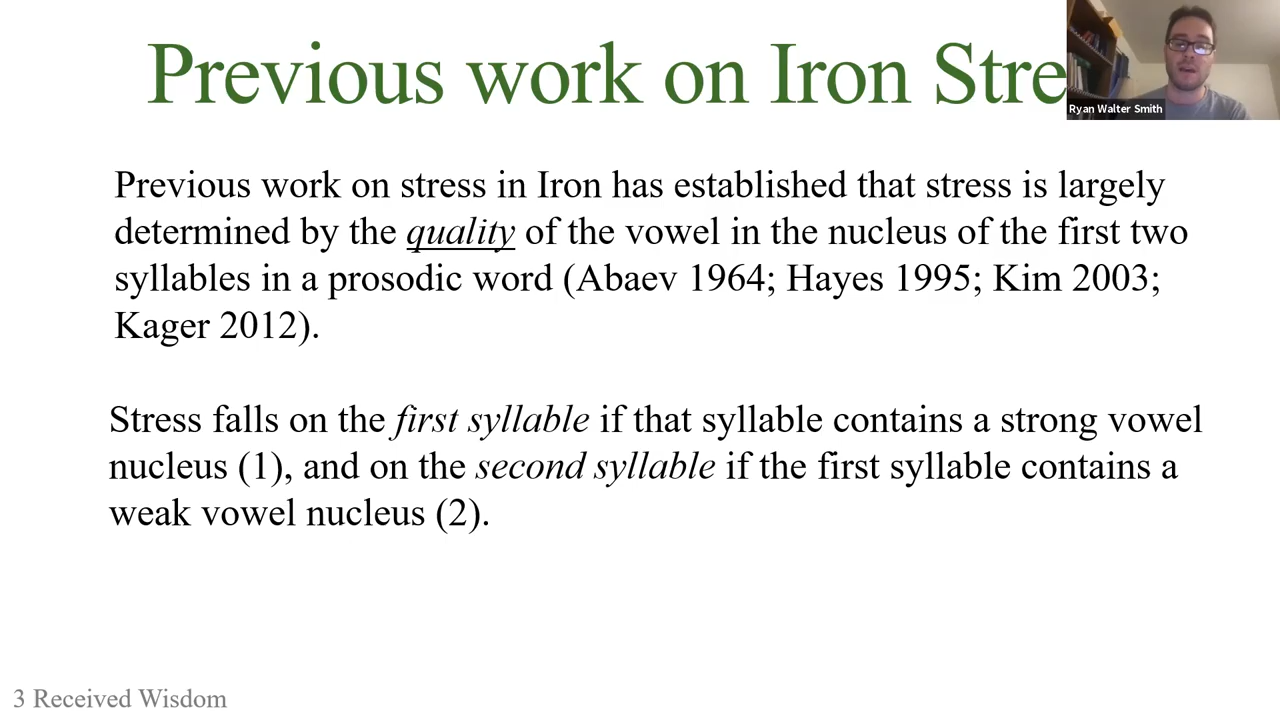 Previous work on Iron Stre
Ryan Walter Smith
Previous work on stress in Iron has established that stress is largely
determined by the quality of the vowel in the nucleus of the first two
syllables in a prosodic word (Abaev 1964; Hayes 1995; Kim 2003;
Kager 2012).
Stress falls on the first syllable if that syllable contains a strong vowel
nucleus (1), and on the second syllable if the first syllable contains a
weak vowel nucleus (2).
3 Received Wisdom